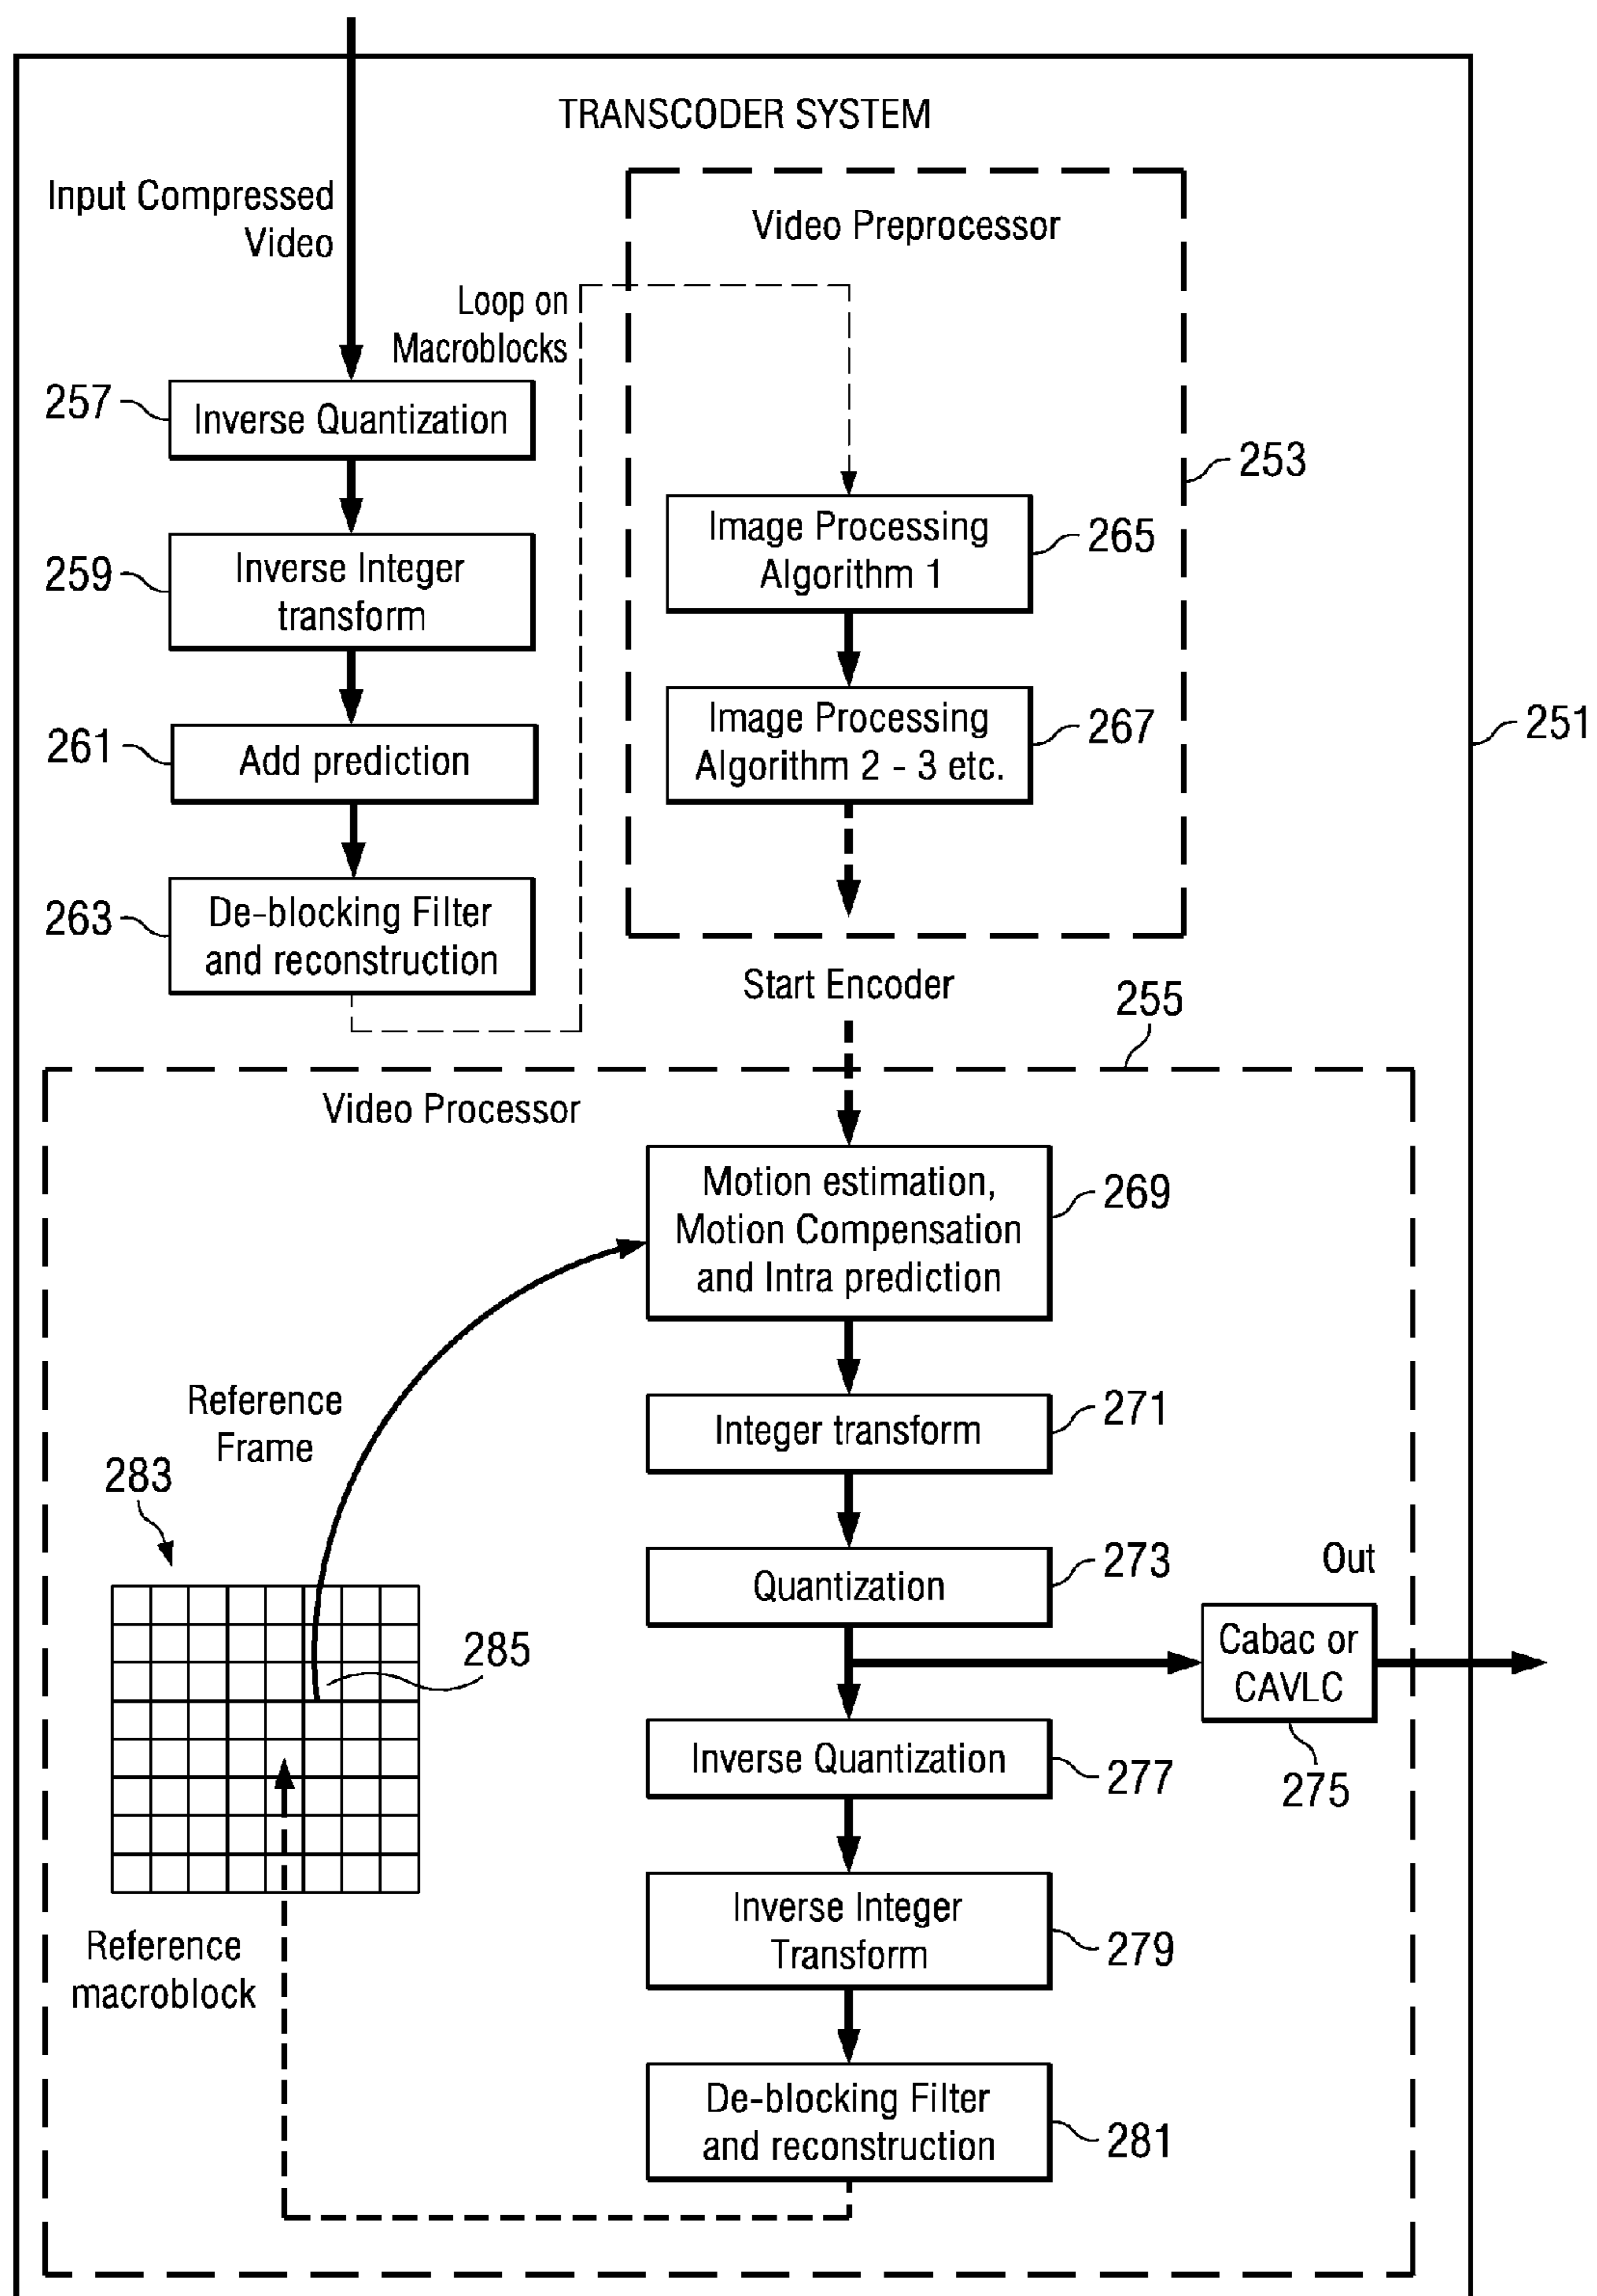 TRANSCODER SYSTEM
Input Compressed
Video
Loop on
Macroblocks
257
Inverse Quantization
259
Inverse Integer
transform
261
Add prediction
263
De-blocking Filter
and reconstruction
Video Preprocessor
253
Image Processing
Algorithm 1
265
Image Processing
Algorithm 2 - 3 etc.
267
251
Start Encoder
255
Video Processor
Motion estimation,
Motion Compensation
and Intra prediction
269
Integer transform
271
Quantization
273
Out
Cabac or
CAVLC
275
Inverse Quantization
277
Inverse Integer
Transform
279
De-blocking Filter
and reconstruction
281
Reference
Frame
283
285
Reference
macroblock